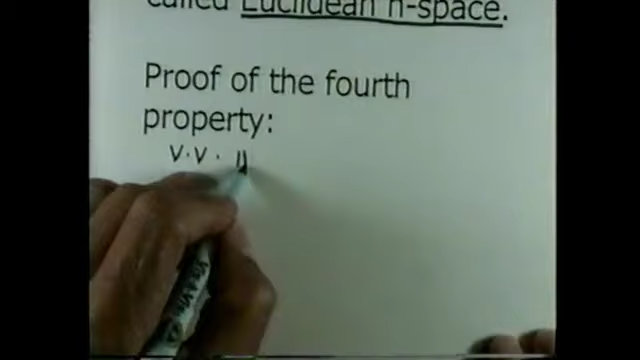 called Euclidean n-space.
Proof of the fourth
property:
v·v · ||